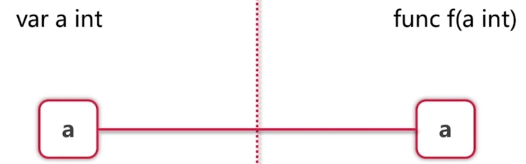 var a int
func f(a int)
a
a